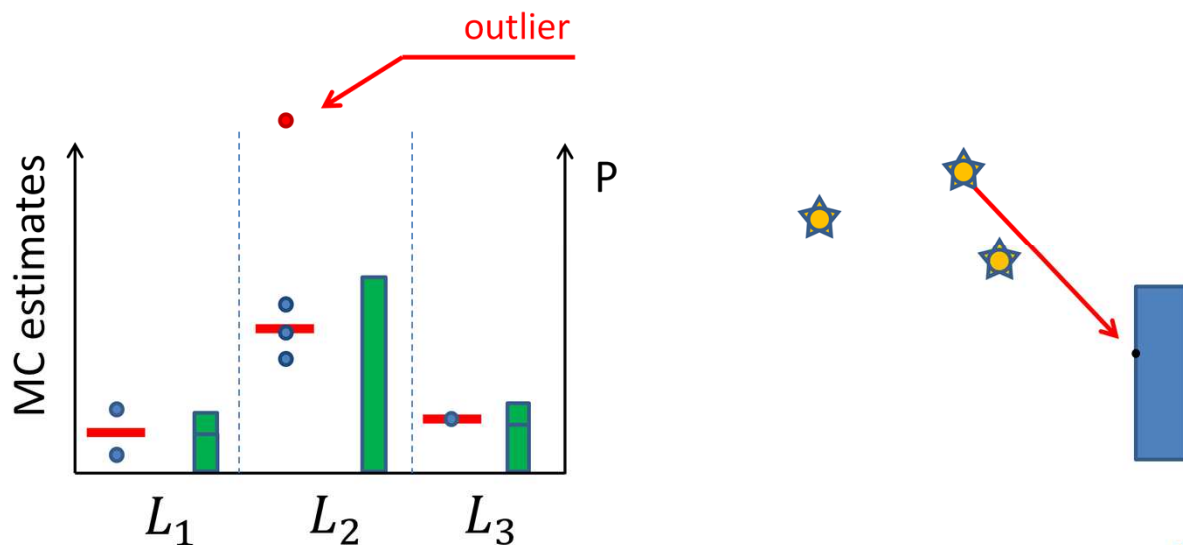 outlier
MC estimates
P
L₁
L₂
L₃